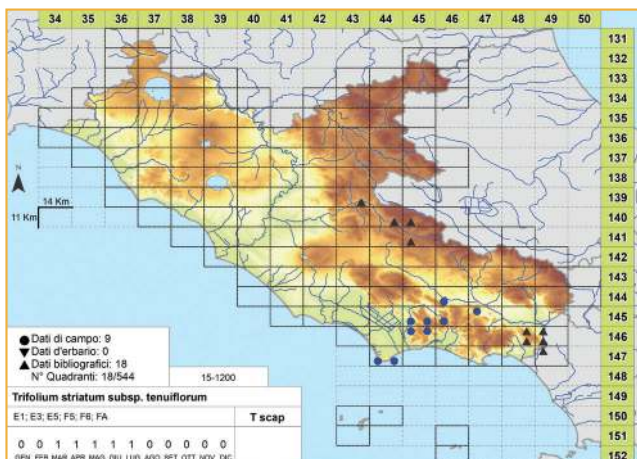 34 35 36 37 38 39 40 41 42 43 44 45 46 47 48 49 50
131
132
133
134
135
136
137
138
139
140
141
142
143
144
145
146
147
150
151
152
N
14 Km
11 Km
Dati di campo: 9
Dati d'erbario: 0
Dati bibliografici: 18
N° Quadranti: 18/544
15-1200
Trifolium striatum subsp. tenuiflorum
E1; E3; E5; F5; F6; FA
T scap
0 0 1 1 1 1 1 0 0 0 0 0
GEN FEB MAR APR MAG GIU LUG AGO SET OTT NOV DIC